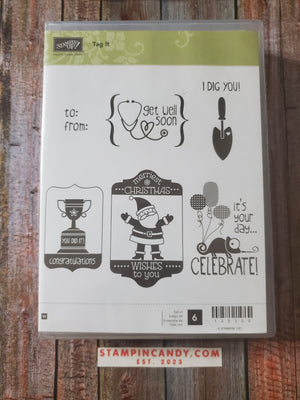 STAMPIN' UP!
Tag It
I DIG YOU!
to:
from:
get well
soon
merriest
CHRISTMAS
YOU DID IT!
congratulations
WISHES
to you
it's
your
day...
CELEBRATE!
6
STAMPINCANDY.COM
EST. 2023